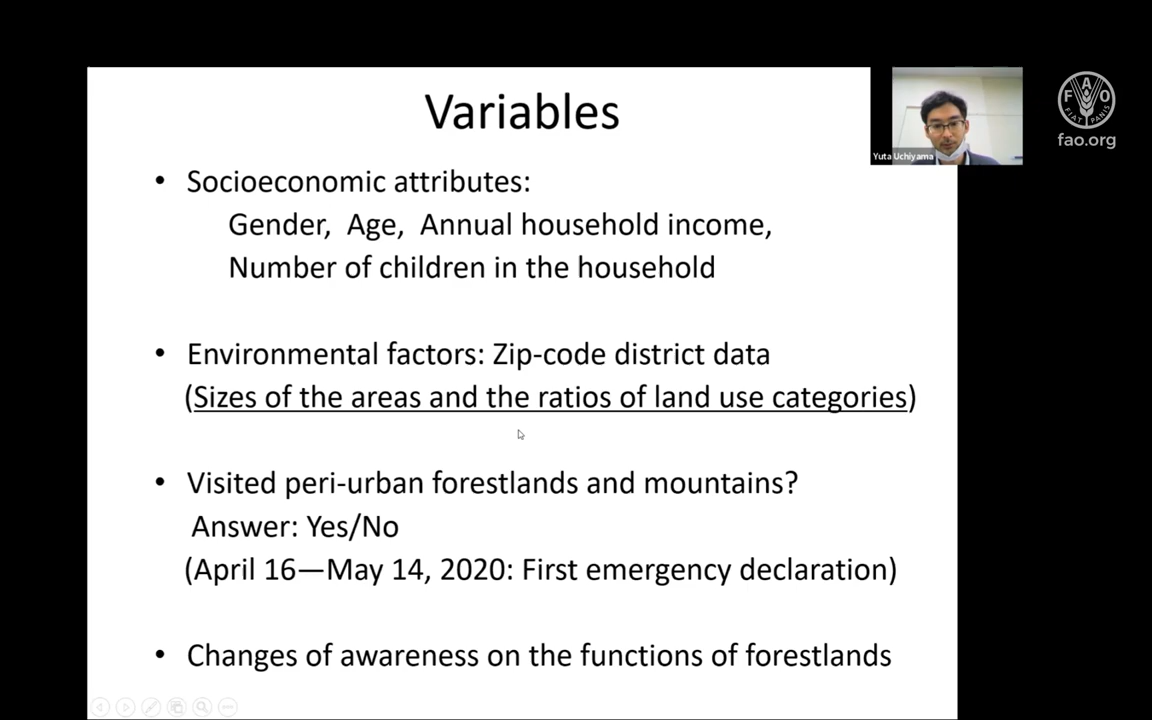 Variables
• Socioeconomic attributes:
Gender, Age, Annual household income,
Number of children in the household
• Environmental factors: Zip-code district data
(Sizes of the areas and the ratios of land use categories)
• Visited peri-urban forestlands and mountains?
Answer: Yes/No
(April 16—May 14, 2020: First emergency declaration)
• Changes of awareness on the functions of forestlands
Yuta Uchiyama
F A O
FIAT PANIS
fao.org